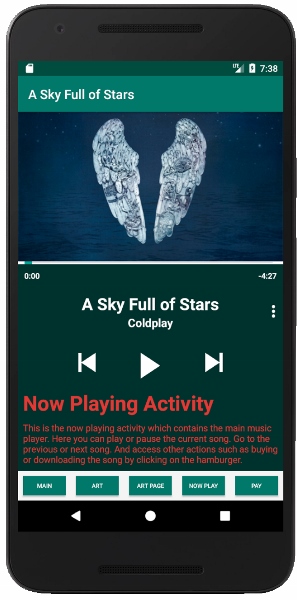 LTE 7:38
A Sky Full of Stars
0:00 -4:27
A Sky Full of Stars
Coldplay
Now Playing Activity
This is the now playing activity which contains the main music
player. Here you can play or pause the current song. Go to the
previous or next song. And access other actions such as buying
or downloading the song by clicking on the hamburger.
MAIN ART ART PAGE NOW PLAY PAY